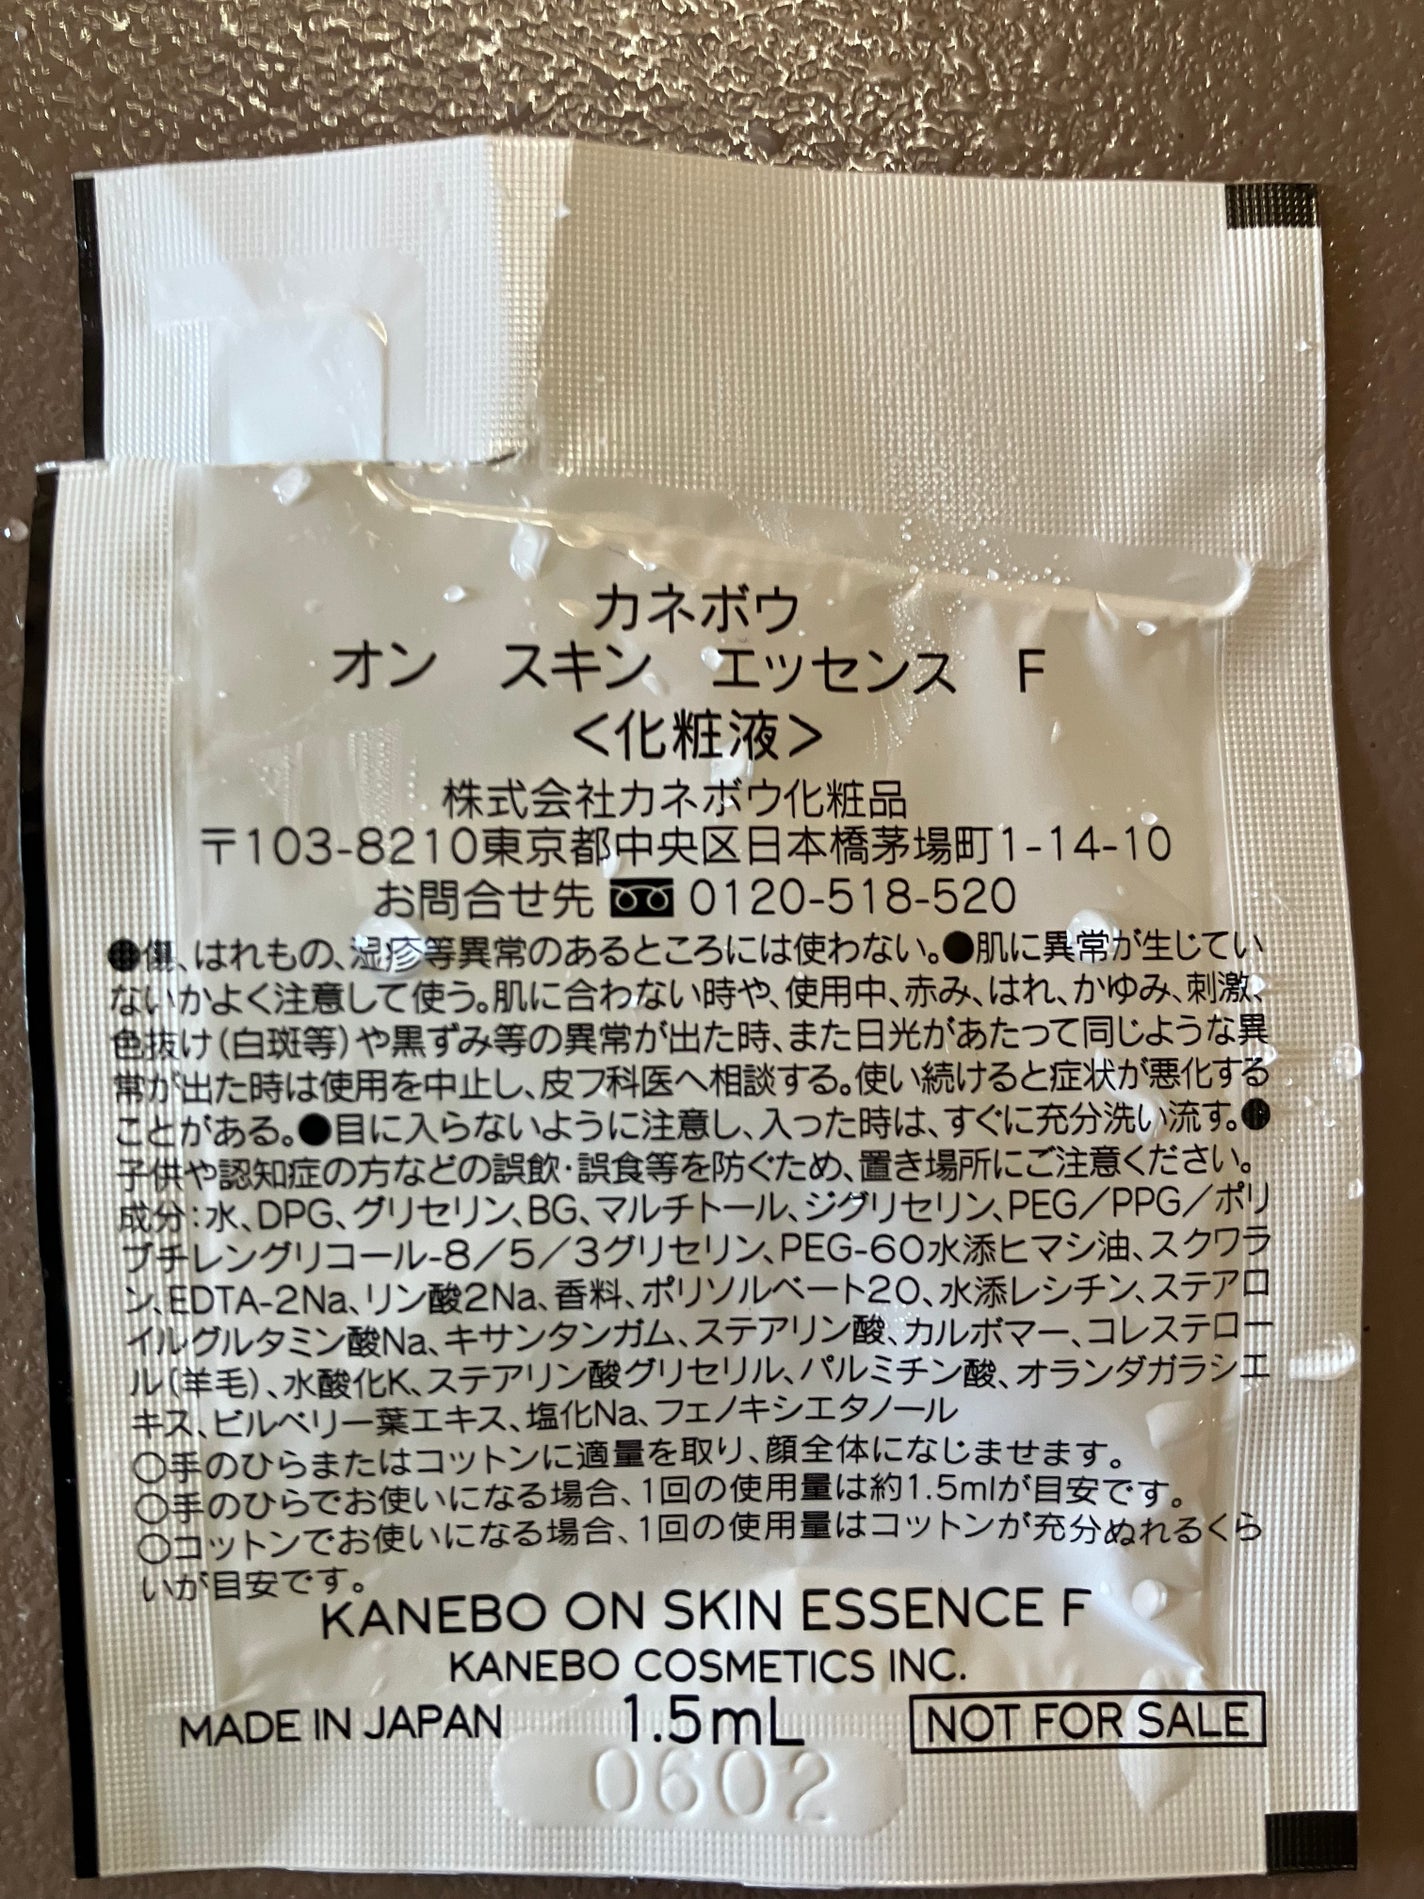 カネボウ
オン スキン エッセンス F
<化粧液>
株式会社カネボウ化粧品
〒103-8210東京都中央区日本橋茅場町1-14-10
お問合せ先 0120-518-520
●傷、はれもの、湿疹等異常のあるところには使わない。●肌に異常が生じてい
ないかよく注意して使う。肌に合わない時や、使用中、赤み、はれ、かゆみ、刺激、
色抜け(白斑等)や黒ずみ等の異常が出た時、また日光があたって同じような異
常が出た時は使用を中止し、皮フ科医へ相談する。使い続けると症状が悪化する
ことがある。●目に入らないように注意し、入った時は、すぐに充分洗い流す。●
子供や認知症の方などの誤飲・誤食等を防ぐため、置き場所にご注意ください。
成分:水、DPG、グリセリン、BG、マルチトール、ジグリセリン、PEG/PPG/ポリ
ブチレングリコール-8/5/3グリセリン、PEG-60水添ヒマシ油、スクワラ
ン、EDTA-2Na、リン酸2Na、香料、ポリソルベート20、水添レシチン、ステアロ
イルグルタミン酸Na、キサンタンガム、ステアリン酸、カルボマー、コレステロー
ル(羊毛)、水酸化K、ステアリン酸グリセリル、パルミチン酸、オランダガラシエ
キス、ビルベリー葉エキス、塩化Na、フェノキシエタノール
○手のひらまたはコットンに適量を取り、顔全体になじませます。
○手のひらでお使いになる場合、1回の使用量は約1.5mlが目安です。
○コットンでお使いになる場合、1回の使用量はコットンが充分ぬれるくら
いが目安です。
KANEBO ON SKIN ESSENCE F
KANEBO COSMETICS INC.
MADE IN JAPAN 1.5mL NOT FOR SALE
0602